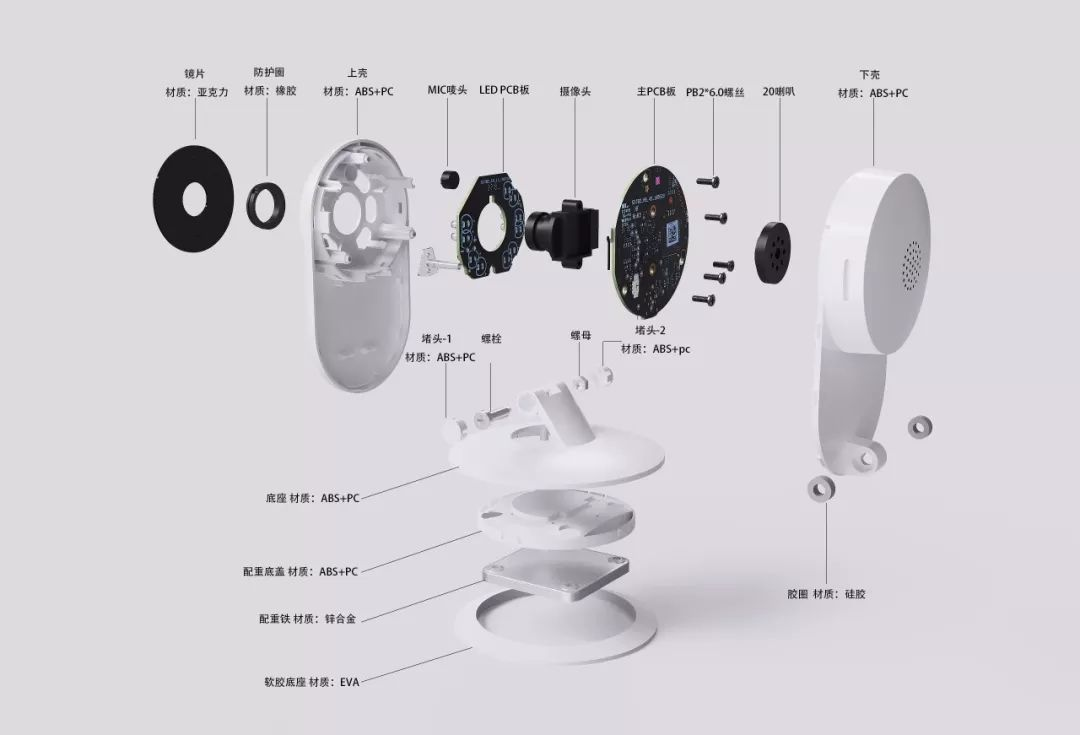 镜片
材质：亚克力
防护圈
材质：橡胶
上壳
材质：ABS+PC
MIC唛头
LED PCB板
摄像头
主PCB板
PB2*6.0螺丝
20喇叭
下壳
材质：ABS+PC
堵头-1
材质：ABS+PC
螺栓
螺母
堵头-2
材质：ABS+pc
底座 材质：ABS+PC
配重底盖 材质：ABS+PC
配重铁 材质：锌合金
胶圈 材质：硅胶
软胶底座 材质：EVA